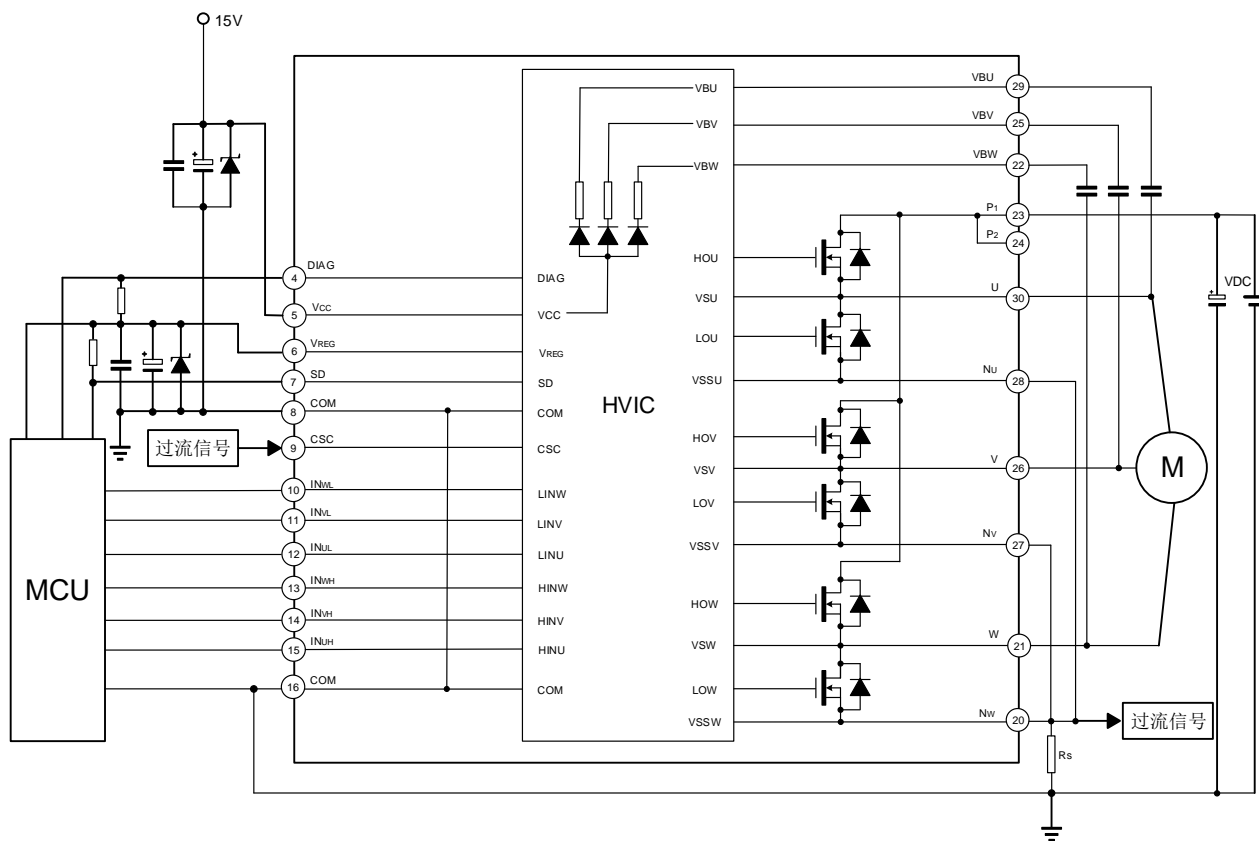 15V
VBU
29
VBU
VBV
25
VBV
VBW
22
VBW
P1
23
P2
24
HOU
DIAG
4
DIAG
VDC
U
30
VSU
VCC
5
VCC
LOU
VREG
6
VREG
SD
7
SD
NU
28
VSSU
COM
8
COM
HVIC
过流信号
CSC
9
CSC
HOV
V
26
VSV
M
INWL
10
LINW
LOV
INVL
11
LINV
NV
27
VSSV
INUL
12
LINU
MCU
INWH
13
HINW
HOW
INVH
14
HINV
INUH
15
HINU
W
21
VSW
COM
16
COM
LOW
NW
20
VSSW
过流信号
RS